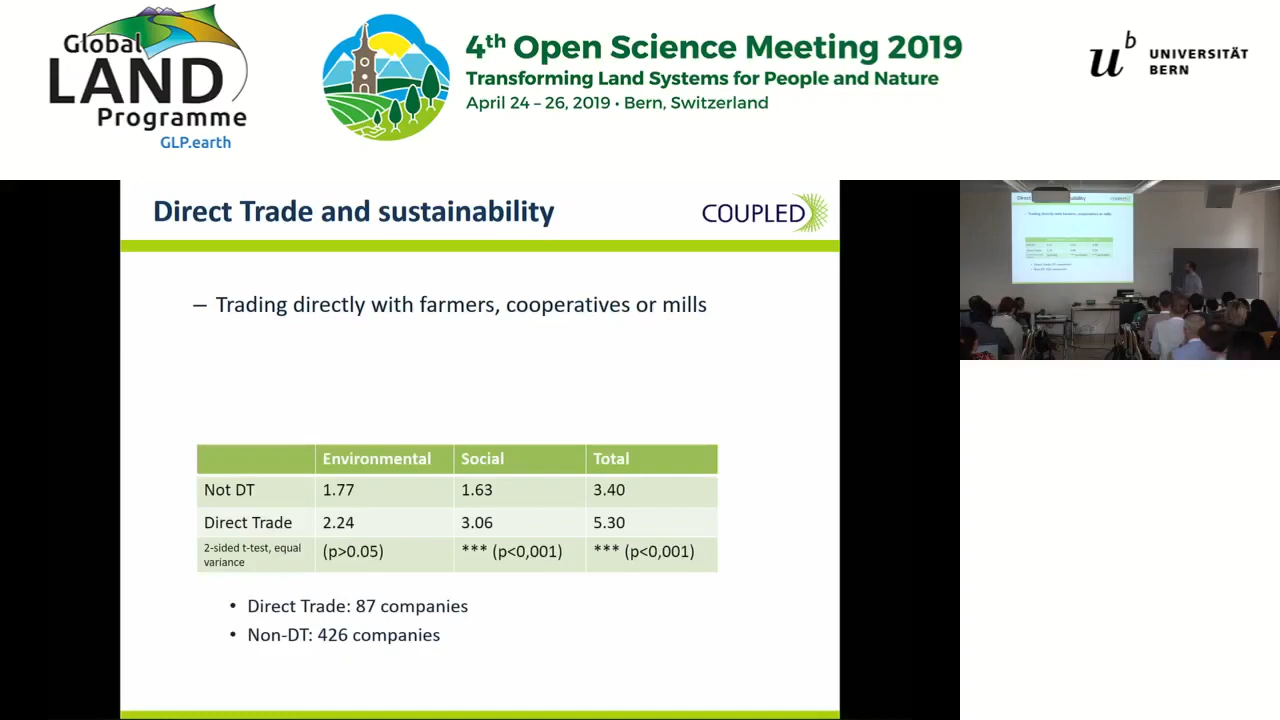 Global
LAND
Programme
GLP.earth
4th Open Science Meeting 2019
Transforming Land Systems for People and Nature
April 24 – 26, 2019 • Bern, Switzerland
u
b
UNIVERSITÄT
BERN
Direct Trade and sustainability
COUPLED
– Trading directly with farmers, cooperatives or mills
Environmental Social Total
Not DT 1.77 1.63 3.40
Direct Trade 2.24 3.06 5.30
2-sided t-test, equal
variance
(p>0.05) *** (p<0,001) *** (p<0,001)
• Direct Trade: 87 companies
• Non-DT: 426 companies